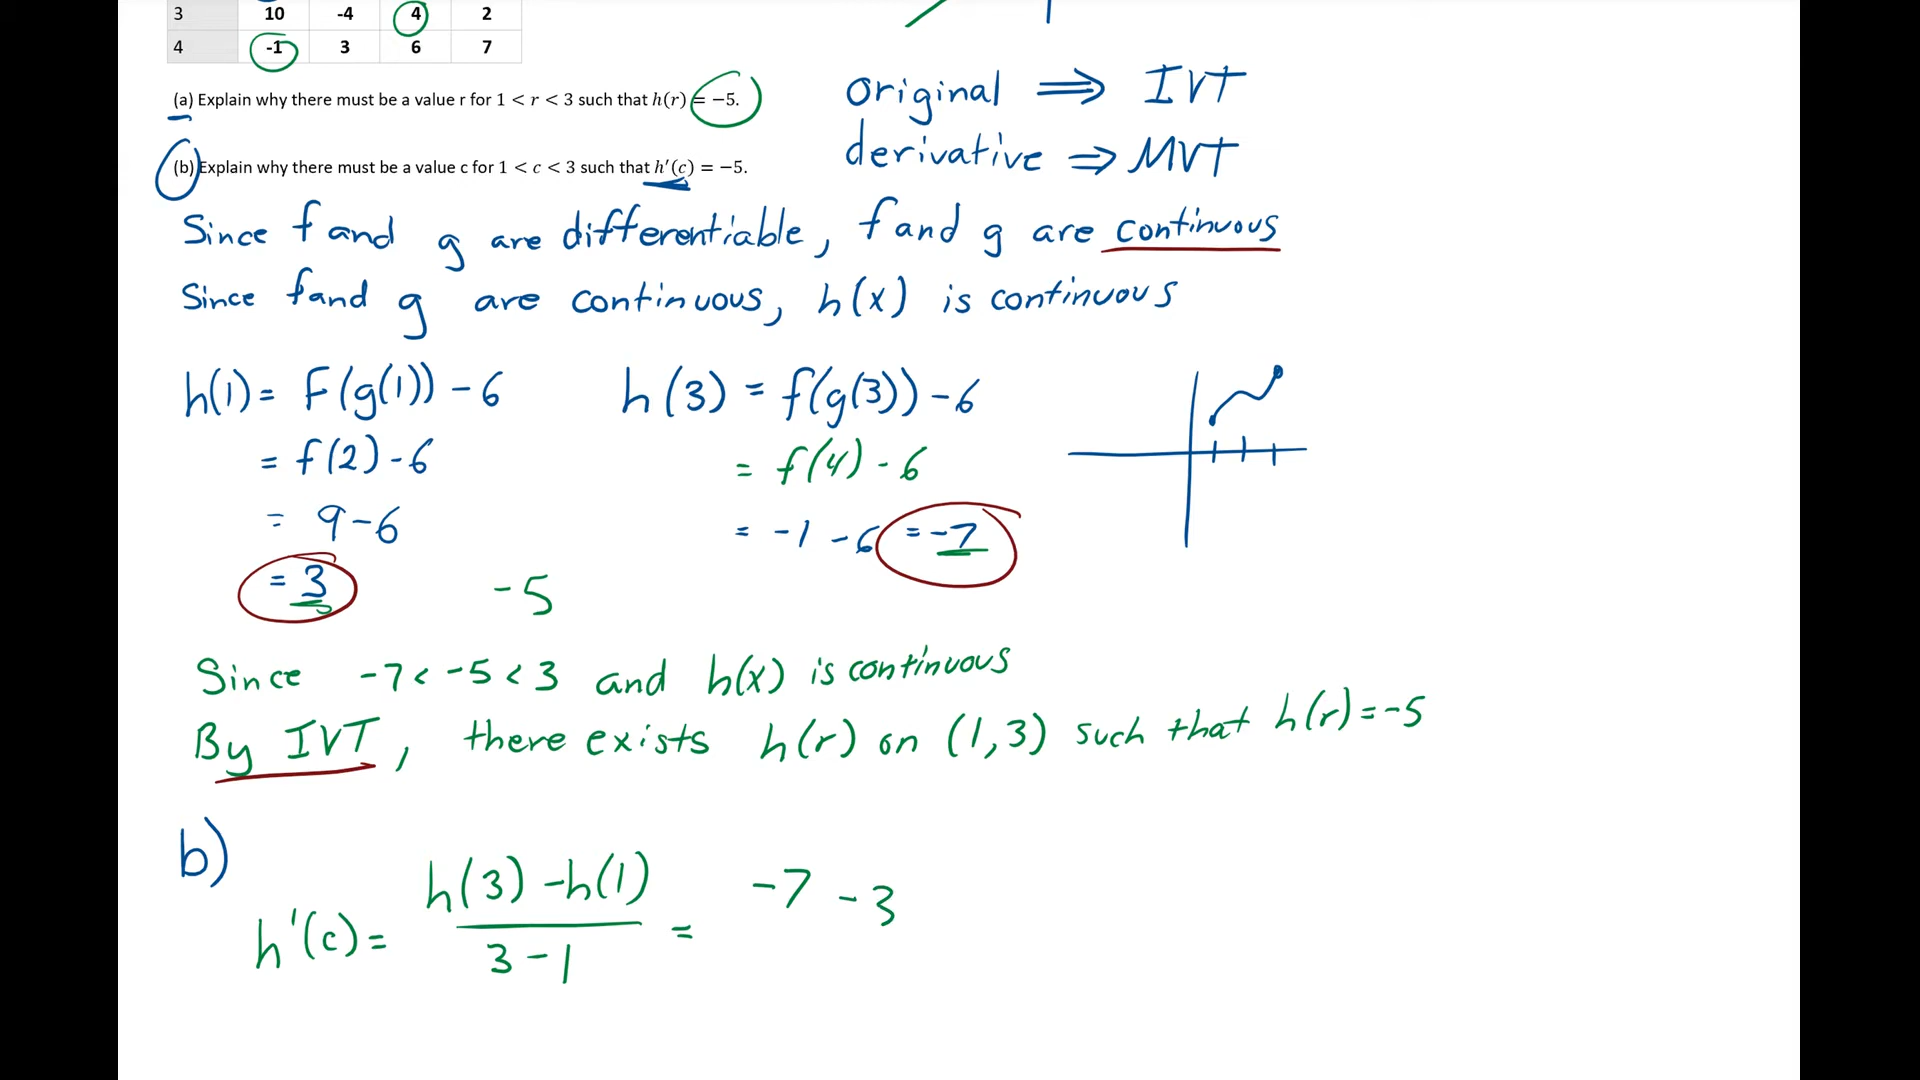 3 10 -4 4 2
4 -1 3 6 7
(a) Explain why there must be a value r for 1 < r < 3 such that h(r) = −5.
(b) Explain why there must be a value c for 1 < c < 3 such that h′(c) = −5.
original ⇒ IVT
derivative ⇒ MVT
Since f and g are differentiable, f and g are continuous
Since f and g are continuous, h(x) is continuous
h(1) = F(g(1)) - 6
= f(2) - 6
= 9 - 6
= 3
h(3) = f(g(3)) - 6
= f(4) - 6
= -1 - 6 = -7
-5
Since -7 < -5 < 3 and h(x) is continuous
By IVT, there exists h(r) on (1,3) such that h(r) = -5
b)
h(3) - h(1) -7 - 3
h'(c) = =
3 - 1